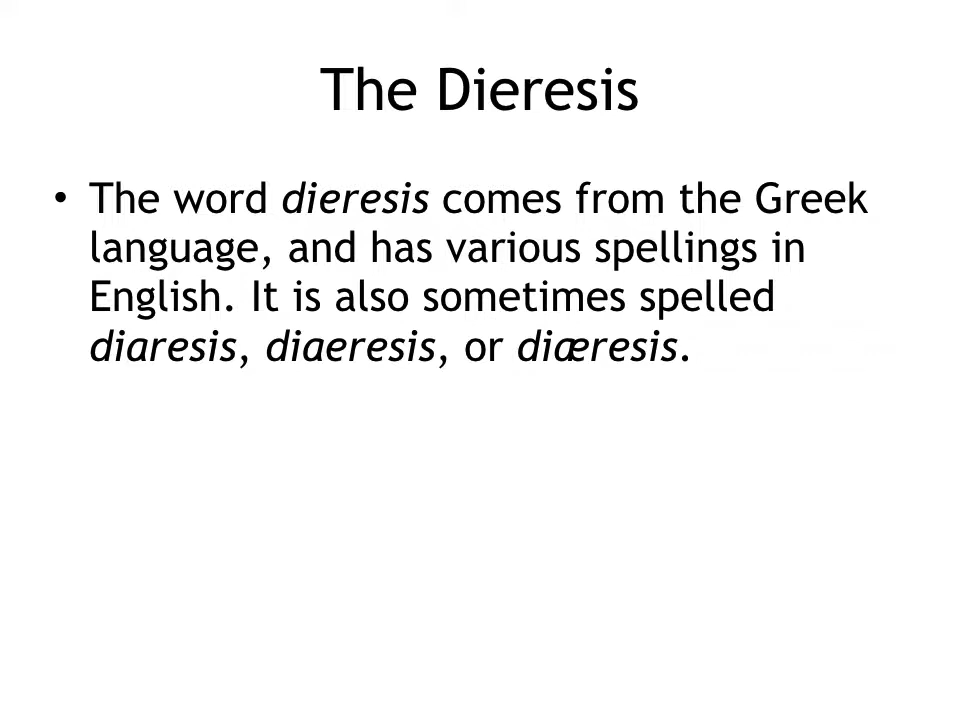 The Dieresis
• The word dieresis comes from the Greek
language, and has various spellings in
English. It is also sometimes spelled
diaresis, diaeresis, or diæresis.